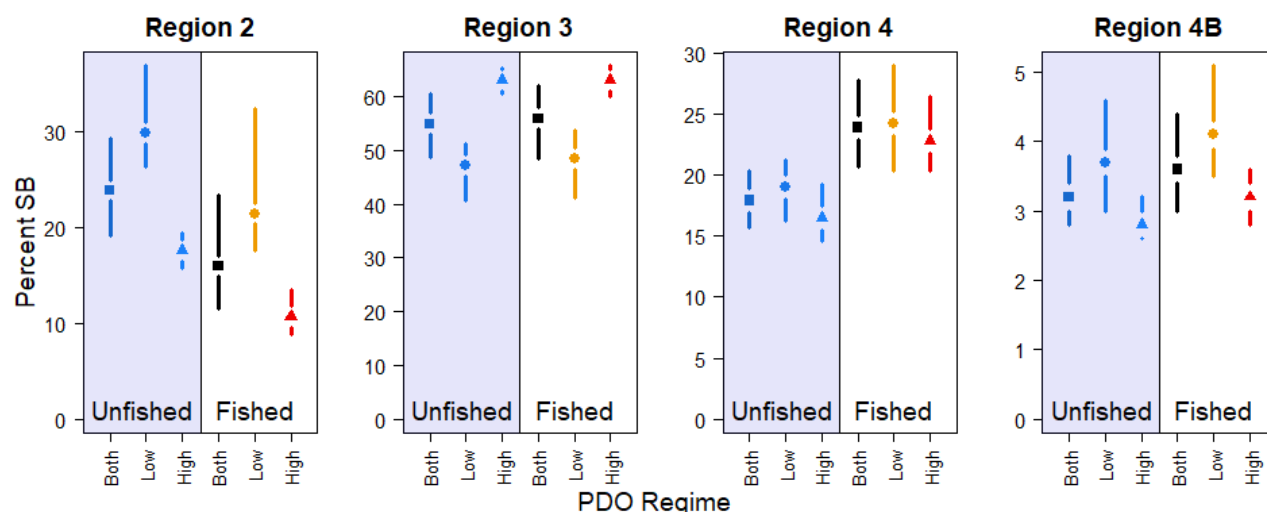 Region 2
Region 3
Region 4
Region 4B
Percent SB
30
20
10
0
Unfished
Fished
Both
Low
High
Both
Low
High
60
50
40
30
20
10
0
Unfished
Fished
Both
Low
High
Both
Low
High
30
25
20
15
10
5
0
Unfished
Fished
Both
Low
High
Both
Low
High
5
4
3
2
1
0
Unfished
Fished
Both
Low
High
Both
Low
High
PDO Regime